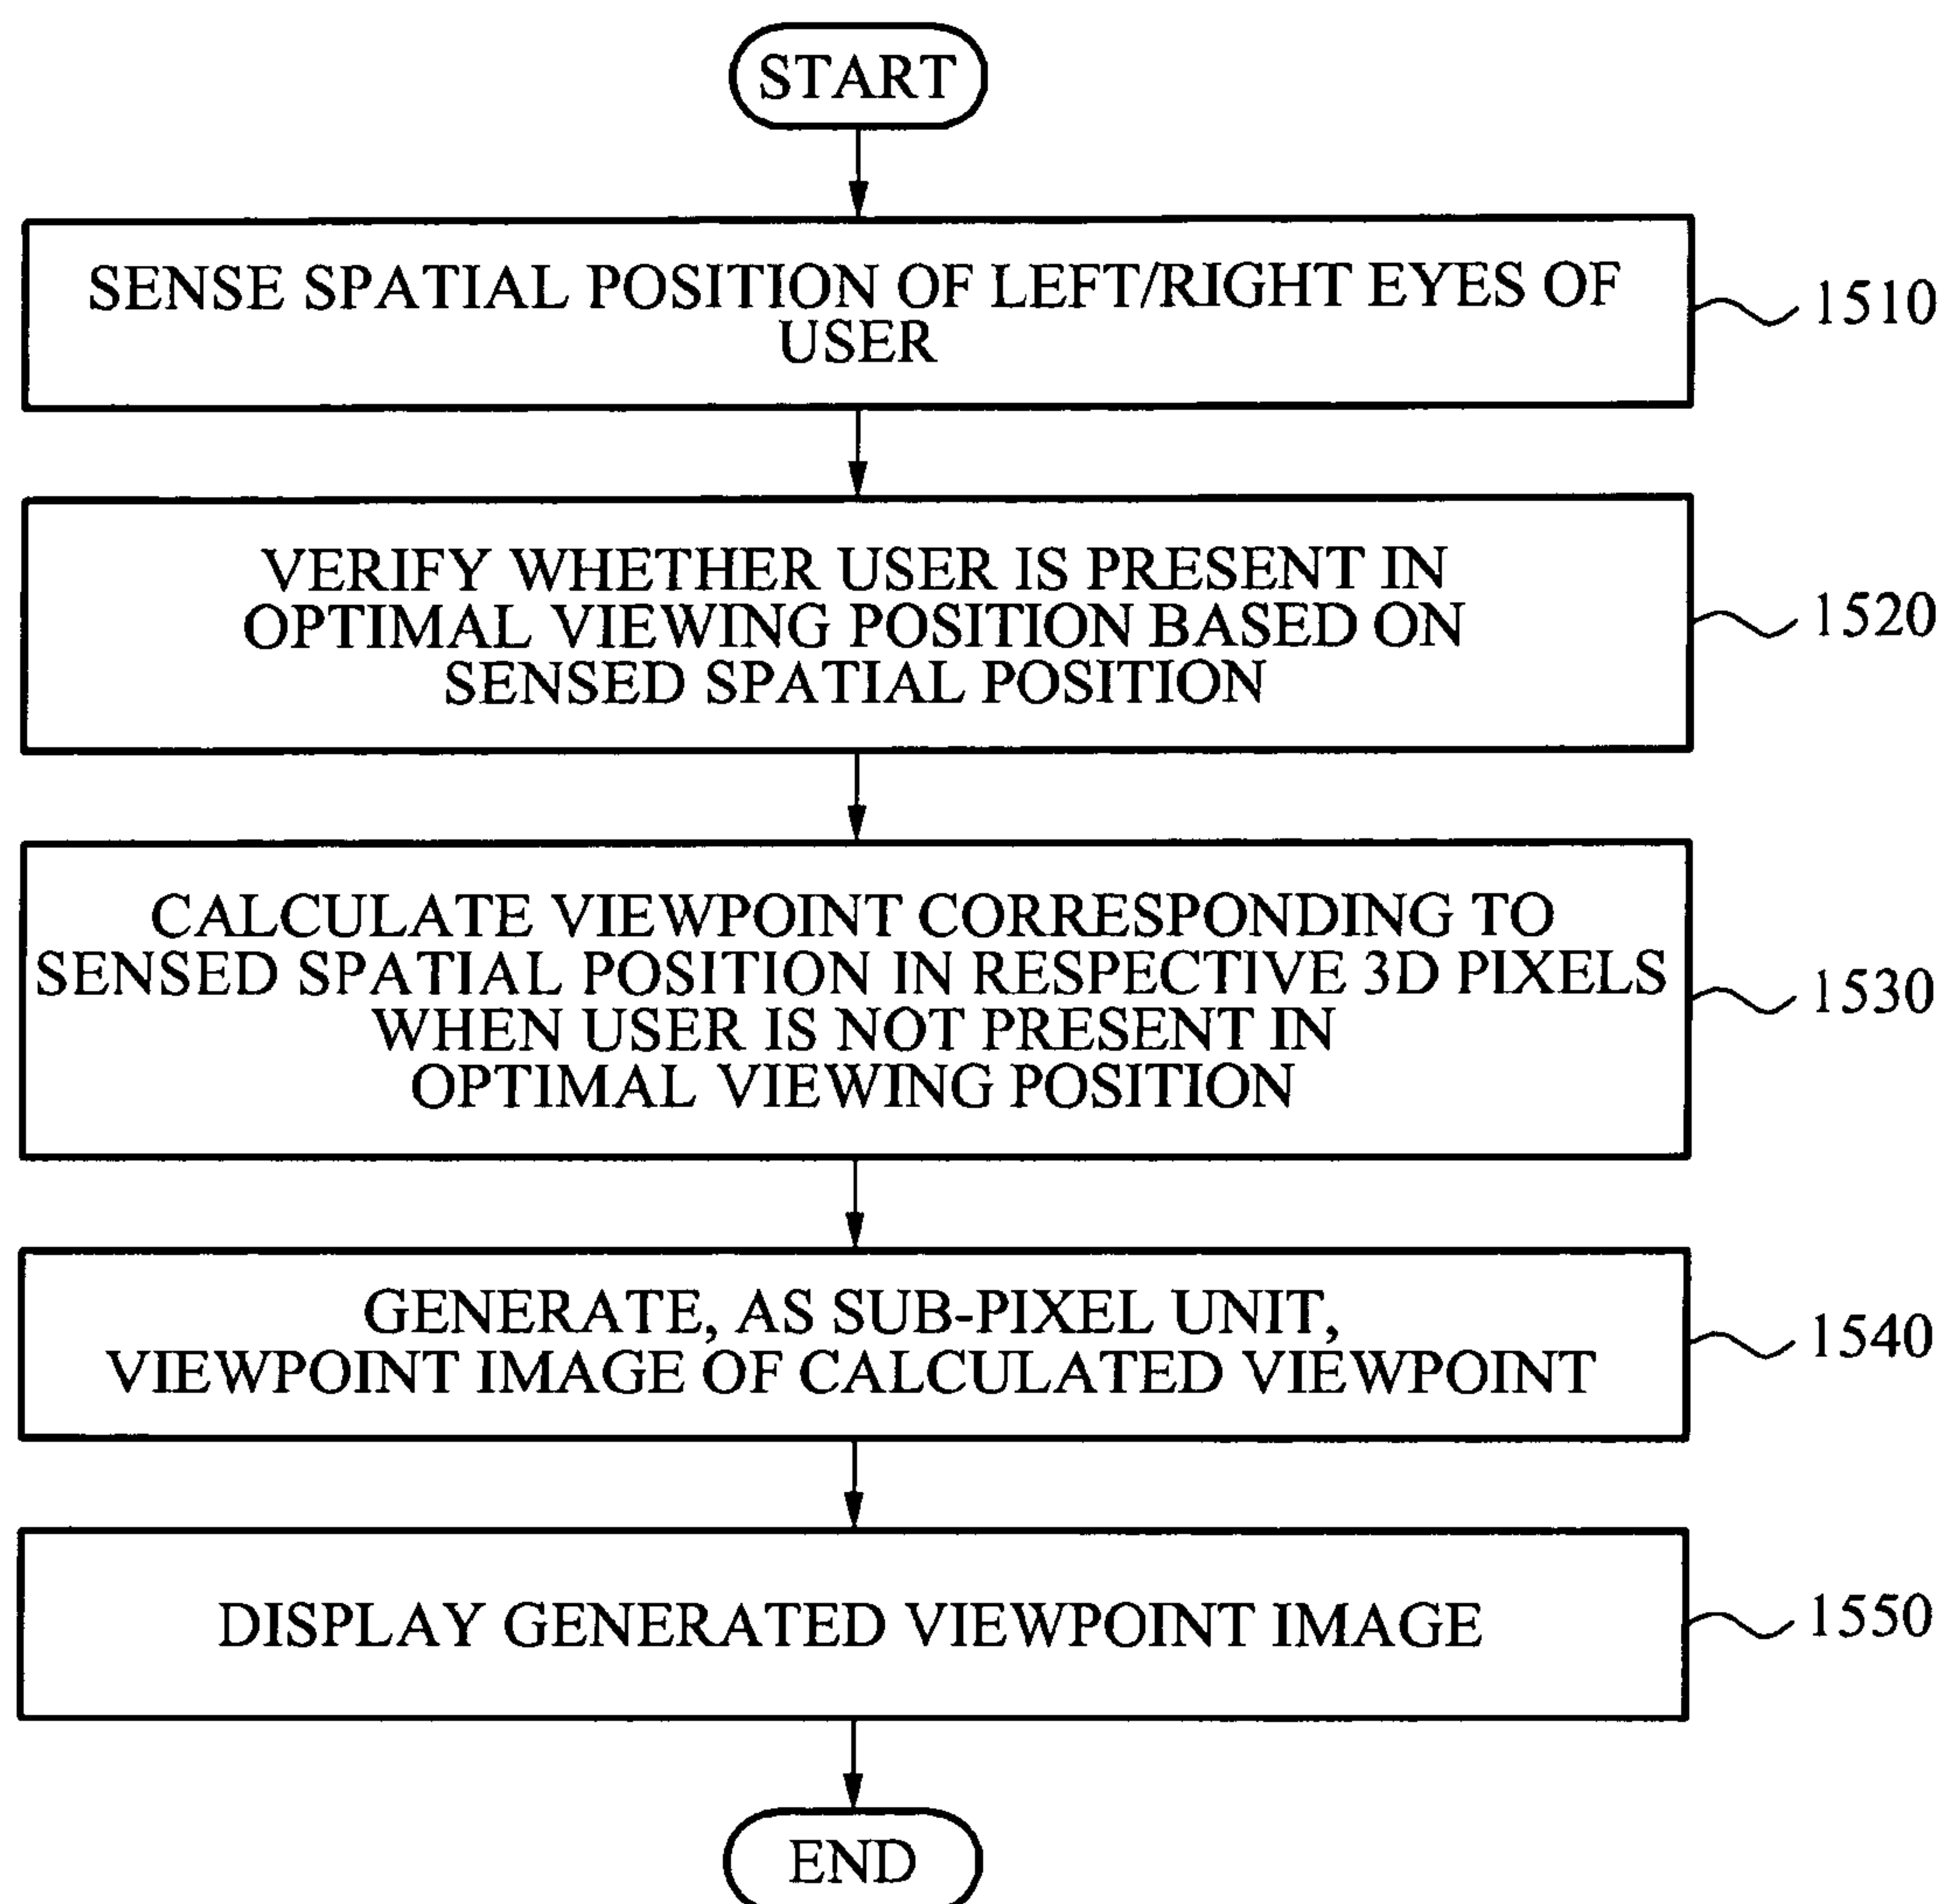 START
SENSE SPATIAL POSITION OF LEFT/RIGHT EYES OF
USER
1510
VERIFY WHETHER USER IS PRESENT IN
OPTIMAL VIEWING POSITION BASED ON
SENSED SPATIAL POSITION
1520
CALCULATE VIEWPOINT CORRESPONDING TO
SENSED SPATIAL POSITION IN RESPECTIVE 3D PIXELS
WHEN USER IS NOT PRESENT IN
OPTIMAL VIEWING POSITION
1530
GENERATE, AS SUB-PIXEL UNIT,
VIEWPOINT IMAGE OF CALCULATED VIEWPOINT
1540
DISPLAY GENERATED VIEWPOINT IMAGE
1550
END